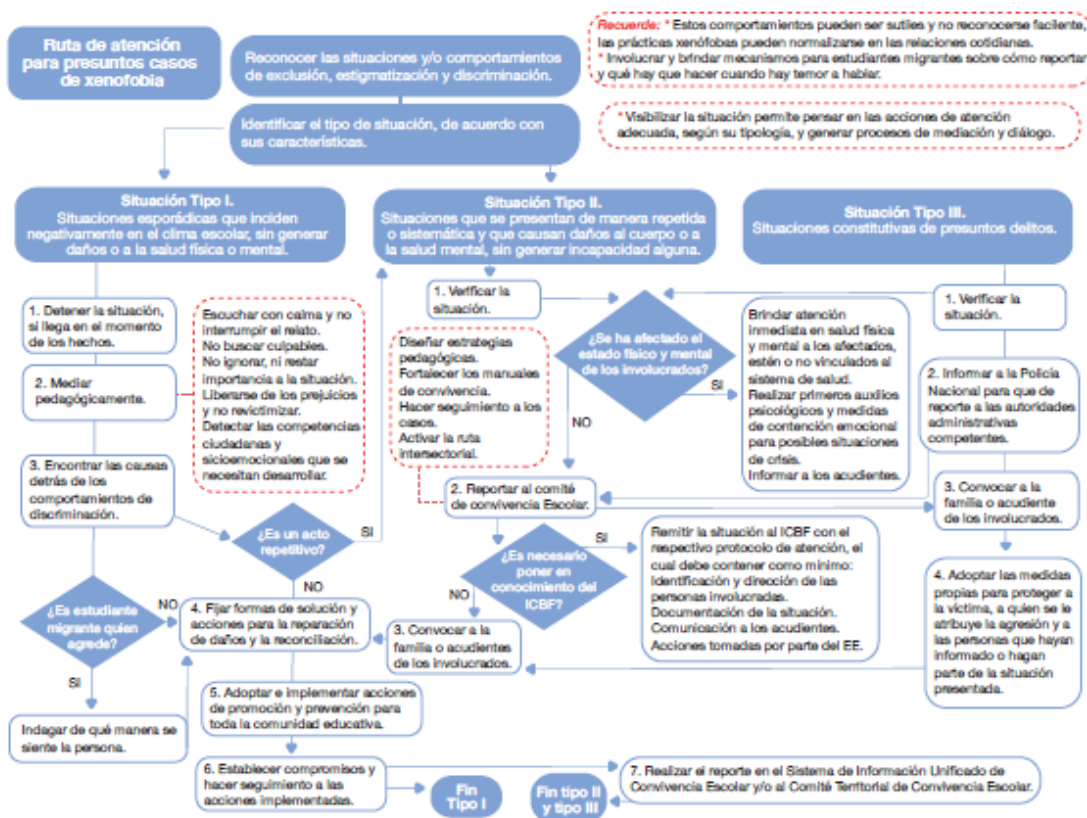 Ruta de atención
para presuntos casos
de xenofobia
Reconocer las situaciones y/o comportamientos
de exclusión, estigmatización y discriminación.
Recuerde: * Estos comportamientos pueden ser sutiles y no reconocerse facilente,
las prácticas xenófobas pueden normalizarse en las relaciones cotidianas.
* Involucrar y brindar mecanismos para estudiantes migrantes sobre cómo reportar
y qué hay que hacer cuando hay temor a hablar.
Identificar el tipo de situación, de acuerdo con
sus características.
* Visibilizar la situación permite pensar en las acciones de atención
adecuada, según su tipología, y generar procesos de mediación y diálogo.
Situación Tipo I.
Situaciones esporádicas que inciden
negativamente en el clima escolar, sin generar
daños o a la salud física o mental.
Situación Tipo II.
Situaciones que se presentan de manera repetida
o sistemática y que causan daños al cuerpo o a
la salud mental, sin generar incapacidad alguna.
Situación Tipo III.
Situaciones constitutivas de presuntos delitos.
1. Detener la situación,
si llega en el momento
de los hechos.
2. Mediar
pedagógicamente.
3. Encontrar las causas
detrás de los
comportamientos de
discriminación.
Escuchar con calma y no
interrumpir el relato.
No buscar culpables.
No ignorar, ni restar
importancia a la situación.
Liberarse de los prejuicios
y no revictimizar.
Detectar las competencias
ciudadanas y
sicioemocionales que se
necesitan desarrollar.
¿Es un acto
repetitivo?
SI
NO
¿Es estudiante
migrante quien
agrede?
NO
SI
Indagar de qué manera se
siente la persona.
4. Fijar formas de solución y
acciones para la reparación
de daños y la reconciliación.
5. Adoptar e implementar acciones
de promoción y prevención para
toda la comunidad educativa.
6. Establecer compromisos y
hacer seguimiento a las
acciones implementadas.
Fin
Tipo I
1. Verificar la
situación.
Diseñar estrategias
pedagógicas.
Fortalecer los manuales
de convivencia.
Hacer seguimiento a los
casos.
Activar la ruta
intersectorial.
¿Se ha afectado el
estado físico y mental
de los involucrados?
SI
NO
Brindar atención
inmediata en salud física
y mental a los afectados,
estén o no vinculados al
sistema de salud.
Realizar primeros auxilios
psicológicos y medidas
de contención emocional
para posibles situaciones
de crisis.
Informar a los acudientes.
2. Reportar al comité
de convivencia Escolar.
¿Es necesario
poner en
conocimiento del
ICBF?
SI
NO
Remitir la situación al ICBF con el
respectivo protocolo de atención, el
cual debe contener como mínimo:
Identificación y dirección de las
personas involucradas.
Documentación de la situación.
Comunicación a los acudientes.
Acciones tomadas por parte del EE.
3. Convocar a la
familia o acudientes
de los involucrados.
1. Verificar la
situación.
2. Informar a la Policía
Nacional para que de
reporte a las autoridades
administrativas
competentes.
3. Convocar a la
familia o acudiente
de los involucrados.
4. Adoptar las medidas
propias para proteger a
la víctima, a quien se le
atribuye la agresión y a
las personas que hayan
informado o hagan
parte de la situación
presentada.
7. Realizar el reporte en el Sistema de Información Unificado de
Convivencia Escolar y/o al Comité Territorial de Convivencia Escolar.
Fin tipo II
y tipo III